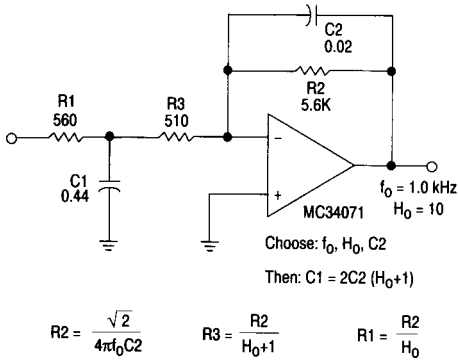 C2
0.02
R1
560
R3
510
R2
5.6K
C1
0.44
−
+
MC34071
f₀ = 1.0 kHz
H₀ = 10
Choose: f₀, H₀, C2
Then: C1 = 2C2 (H₀+1)
R2 = √2 / 4πf₀C2
R3 = R2 / H₀+1
R1 = R2 / H₀